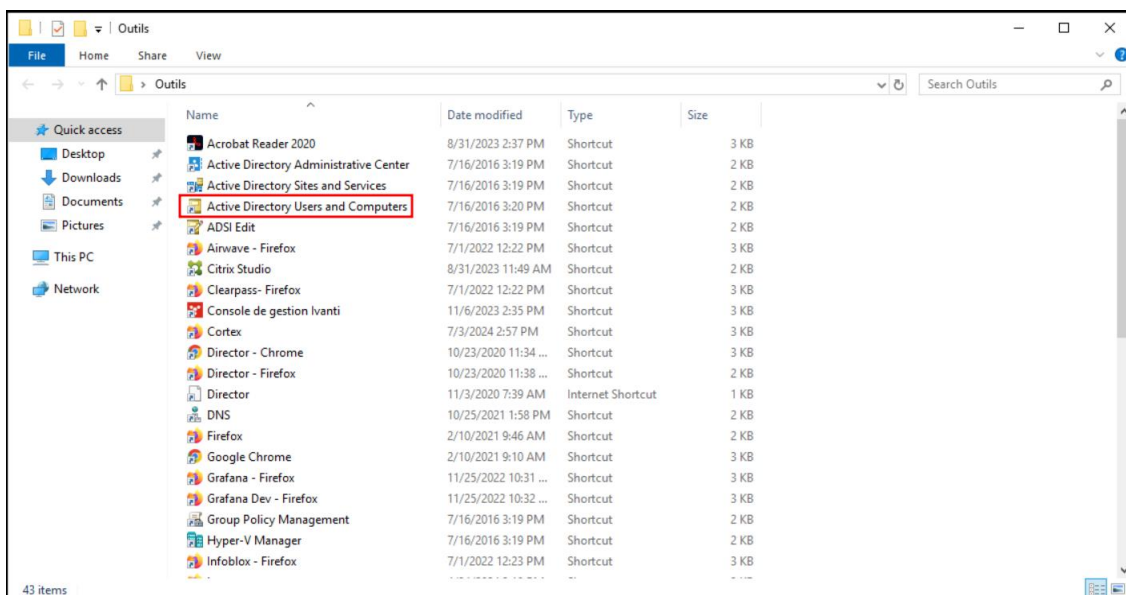 Outils
File Home Share View
Outils Search Outils
Name Date modified Type Size
Quick access
Desktop
Downloads
Documents
Pictures
This PC
Network
Acrobat Reader 2020 8/31/2023 2:37 PM Shortcut 3 KB
Active Directory Administrative Center 7/16/2016 3:19 PM Shortcut 2 KB
Active Directory Sites and Services 7/16/2016 3:19 PM Shortcut 2 KB
Active Directory Users and Computers 7/16/2016 3:20 PM Shortcut 2 KB
ADSI Edit 7/16/2016 3:19 PM Shortcut 2 KB
Airwave - Firefox 7/1/2022 12:22 PM Shortcut 3 KB
Citrix Studio 8/31/2023 11:49 AM Shortcut 2 KB
Clearpass- Firefox 7/1/2022 12:22 PM Shortcut 3 KB
Console de gestion Ivanti 11/6/2023 2:35 PM Shortcut 3 KB
Cortex 7/3/2024 2:57 PM Shortcut 3 KB
Director - Chrome 10/23/2020 11:34 ... Shortcut 3 KB
Director - Firefox 10/23/2020 11:38 ... Shortcut 2 KB
Director 11/3/2020 7:39 AM Internet Shortcut 1 KB
DNS 10/25/2021 1:58 PM Shortcut 2 KB
Firefox 2/10/2021 9:46 AM Shortcut 2 KB
Google Chrome 2/10/2021 9:10 AM Shortcut 3 KB
Grafana - Firefox 11/25/2022 10:31 ... Shortcut 3 KB
Grafana Dev - Firefox 11/25/2022 10:32 ... Shortcut 3 KB
Group Policy Management 7/16/2016 3:19 PM Shortcut 2 KB
Hyper-V Manager 7/16/2016 3:19 PM Shortcut 2 KB
Infoblox - Firefox 7/1/2022 12:23 PM Shortcut 3 KB
43 items